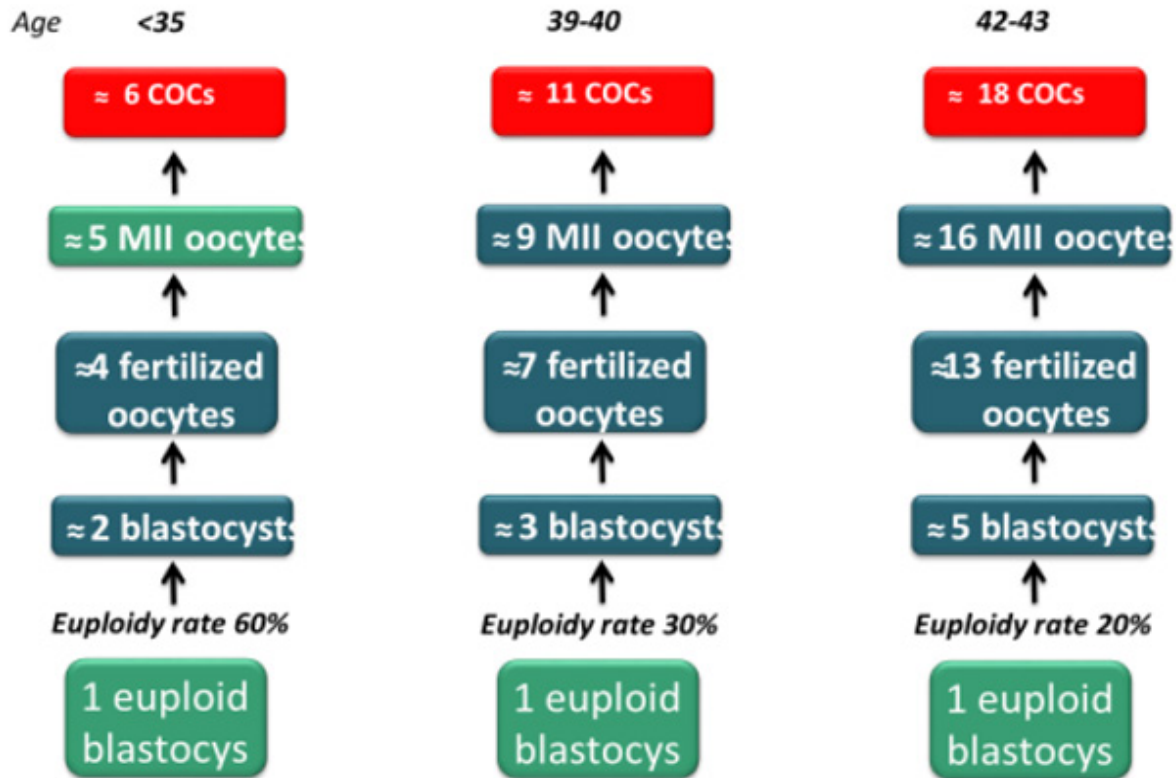 Age <35 39-40 42-43
≈ 6 COCs ≈ 11 COCs ≈ 18 COCs
≈5 MII oocytes ≈9 MII oocytes ≈16 MII oocytes
≈4 fertilized ≈7 fertilized ≈13 fertilized
oocytes oocytes oocytes
≈2 blastocysts ≈3 blastocysts ≈5 blastocysts
Euploidy rate 60% Euploidy rate 30% Euploidy rate 20%
1 euploid 1 euploid 1 euploid
blastocys blastocys blastocys